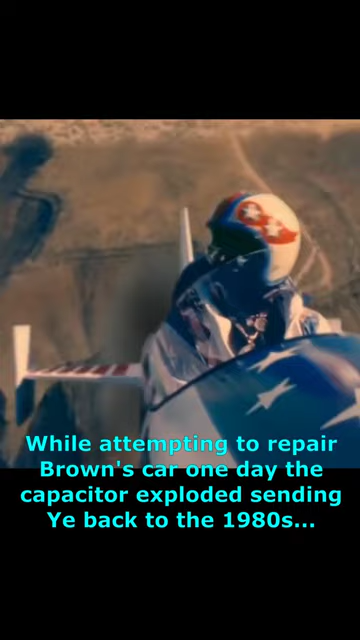 While attempting to repair
Brown's car one day the
capacitor exploded sending
Ye back to the 1980s...